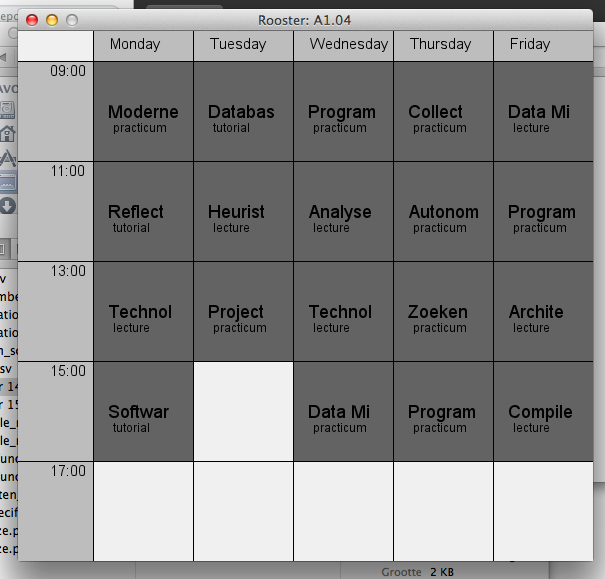 Rooster: A1.04
Monday Tuesday Wednesday Thursday Friday
09:00
Moderne Databas Program Collect Data Mi
practicum tutorial practicum practicum lecture
11:00
Reflect Heurist Analyse Autonom Program
tutorial lecture lecture practicum practicum
13:00
Technol Project Technol Zoeken Archite
lecture practicum lecture practicum lecture
15:00
Softwar Data Mi Program Compile
tutorial practicum practicum lecture
17:00
Grootte 2 KB